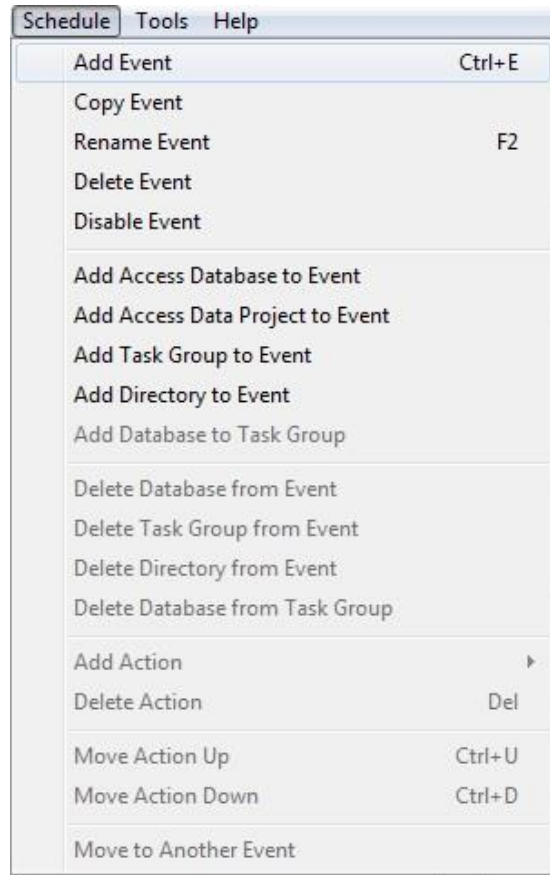 Schedule Tools Help
Add Event Ctrl+E
Copy Event
Rename Event F2
Delete Event
Disable Event
Add Access Database to Event
Add Access Data Project to Event
Add Task Group to Event
Add Directory to Event
Add Database to Task Group
Delete Database from Event
Delete Task Group from Event
Delete Directory from Event
Delete Database from Task Group
Add Action
Delete Action Del
Move Action Up Ctrl+U
Move Action Down Ctrl+D
Move to Another Event